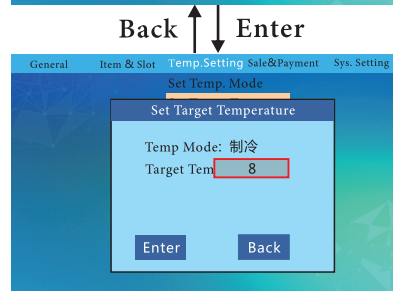 Back Enter
General Item & Slot Temp.Setting Sale&Payment Sys. Setting
Set Temp. Mode
Set Target Temperature
Temp Mode: 制冷
Target Tem 8
Enter Back